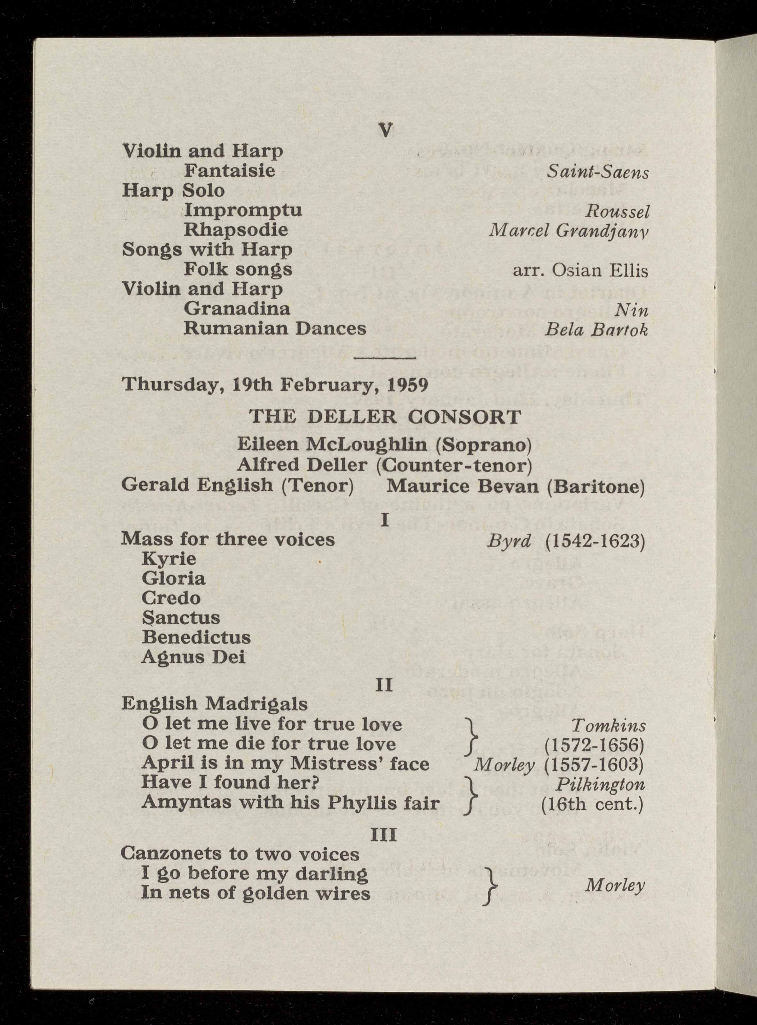 V
Violin and Harp
Fantaisie Saint-Saens
Harp Solo
Impromptu Roussel
Rhapsodie Marcel Grandjany
Songs with Harp
Folk songs arr. Osian Ellis
Violin and Harp
Granadina Nin
Rumanian Dances Bela Bartok
Thursday, 19th February, 1959
THE DELLER CONSORT
Eileen McLoughlin (Soprano)
Alfred Deller (Counter-tenor)
Gerald English (Tenor) Maurice Bevan (Baritone)
I
Mass for three voices Byrd (1542-1623)
Kyrie
Gloria
Credo
Sanctus
Benedictus
Agnus Dei
II
English Madrigals
O let me live for true love } Tomkins
O let me die for true love (1572-1656)
April is in my Mistress' face Morley (1557-1603)
Have I found her? } Pilkington
Amyntas with his Phyllis fair (16th cent.)
III
Canzonets to two voices
I go before my darling } Morley
In nets of golden wires